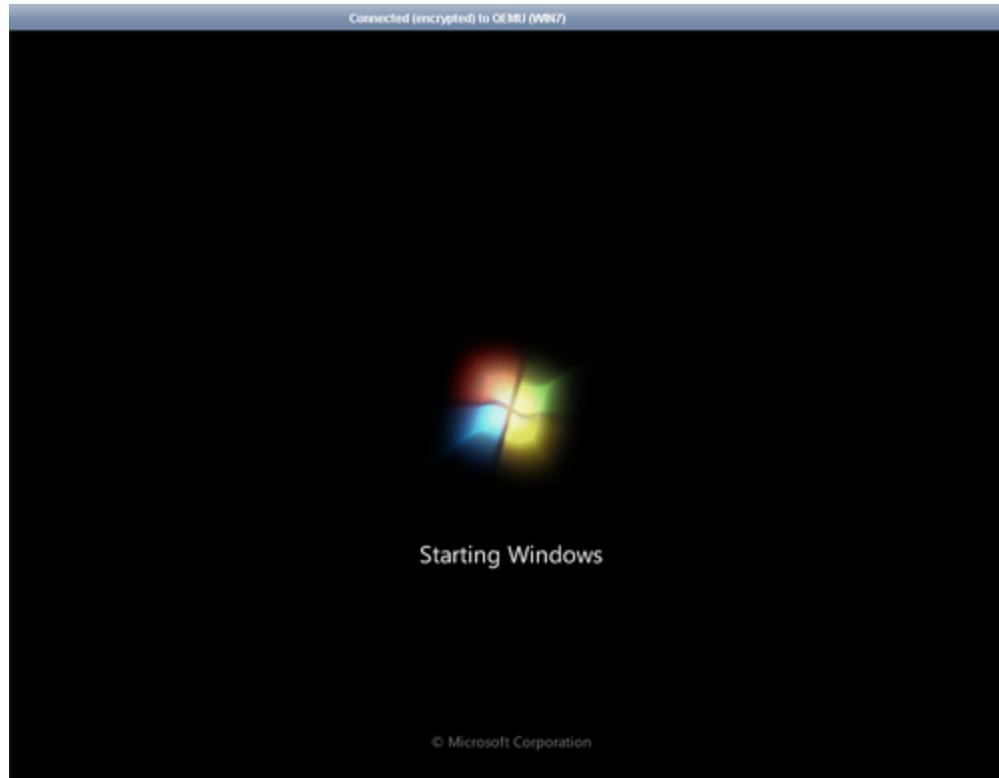 Connected (encrypted) to QEMU (WIN7)
Starting Windows
© Microsoft Corporation